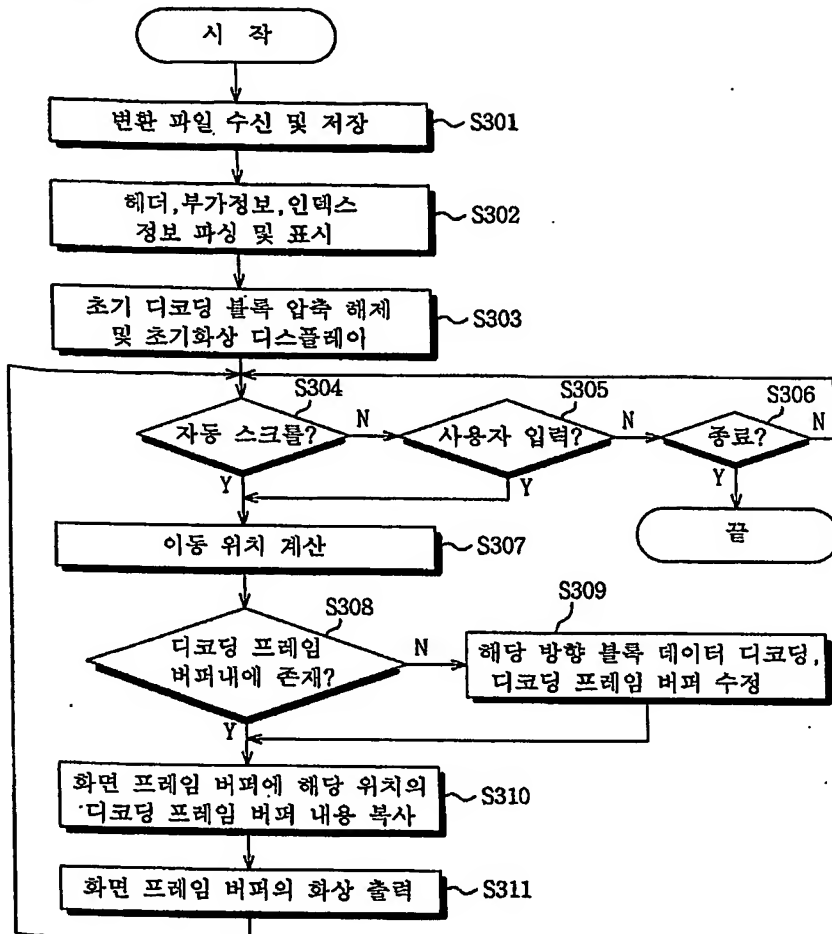 시 작
변환 파일 수신 및 저장
S301
헤더,부가정보,인덱스
정보 파싱 및 표시
S302
초기 디코딩 블록 압축 해제
및 초기화상 디스플레이
S303
S304
자동 스크롤?
N
Y
S305
사용자 입력?
N
Y
S306
종료?
N
Y
끝
이동 위치 계산
S307
S308
디코딩 프레임
버퍼내에 존재?
N
Y
S309
해당 방향 블록 데이터 디코딩,
디코딩 프레임 버퍼 수정
화면 프레임 버퍼에 해당 위치의
디코딩 프레임 버퍼 내용 복사
S310
화면 프레임 버퍼의 화상 출력
S311